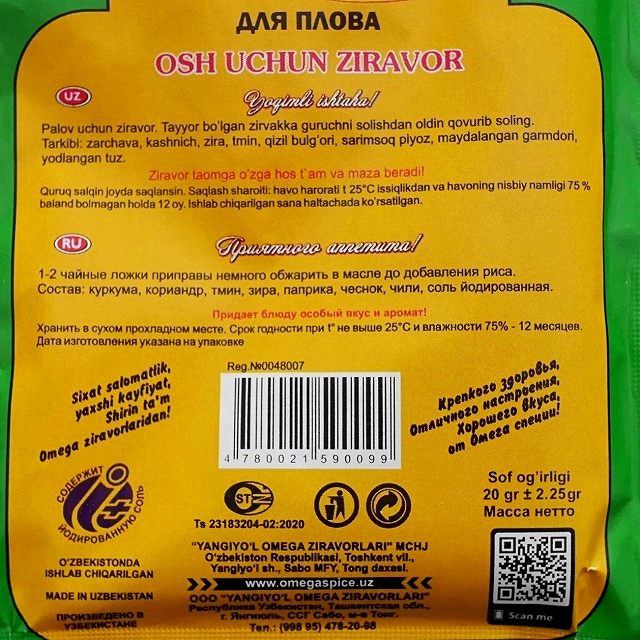 ДЛЯ ПЛОВА
OSH UCHUN ZIRAVOR
UZ
Yoqimli ishtaha!
Palov uchun ziravor. Tayyor bo'lgan zirvakka guruchni solishdan oldin qovurib soling.
Tarkibi: zarchava, kashnich, zira, tmin, qizil bulg'ori, sarimsoq piyoz, maydalangan garmdori,
yodlangan tuz.
Ziravor taomga o'zga hos t`am va maza beradi!
Quruq salqin joyda saqlansin. Saqlash sharoiti: havo harorati t 25°C issiqlikdan va havoning nisbiy namligi 75 %
baland bolmagan holda 12 oy. Ishlab chiqarilgan sana haltachada ko'rsatilgan.
RU
Приятного аппетита!
1-2 чайные ложки приправы немного обжарить в масле до добавления риса.
Состав: куркума, кориандр, тмин, зира, паприка, чеснок, чили, соль йодированная.
Придает блюду особый вкус и аромат!
Хранить в сухом прохладном месте. Срок годности при t° не выше 25°C и влажности 75% - 12 месяцев.
Дата изготовления указана на упаковке
Reg.№0048007
Sixat salomatlik,
yaxshi kayfiyat,
Shirin ta'm
Omega ziravorlaridan!
4 780021 590099
Крепкого здоровья,
Отличного настроения,
Хорошего вкуса,
от Омега специи!
СОДЕРЖИТ
ЙОДИРОВАННУЮ СОЛЬ
ST
Ts 23183204-02:2020
Sof og'irligi
20 gr ± 2.25gr
Масса нетто
O'ZBEKISTONDA
ISHLAB CHIQARILGAN
MADE IN UZBEKISTAN
ПРОИЗВЕДЕНО В
УЗБЕКИСТАНЕ
"YANGIYO'L OMEGA ZIRAVORLARI" MCHJ
O'zbekiston Respublikasi, Toshkent vil.,
Yangiyo'l sh., Sabo MFY, Tong daxasi.
www.omegaspice.uz
ООО "YANGIYO'L OMEGA ZIRAVORLARI"
Республика Узбекистан, Ташкентская обл.,
г. Янгиюль, ССГ Сабо, м-в Тонг.
Тел.: (998 95) 478-20-98
Scan me